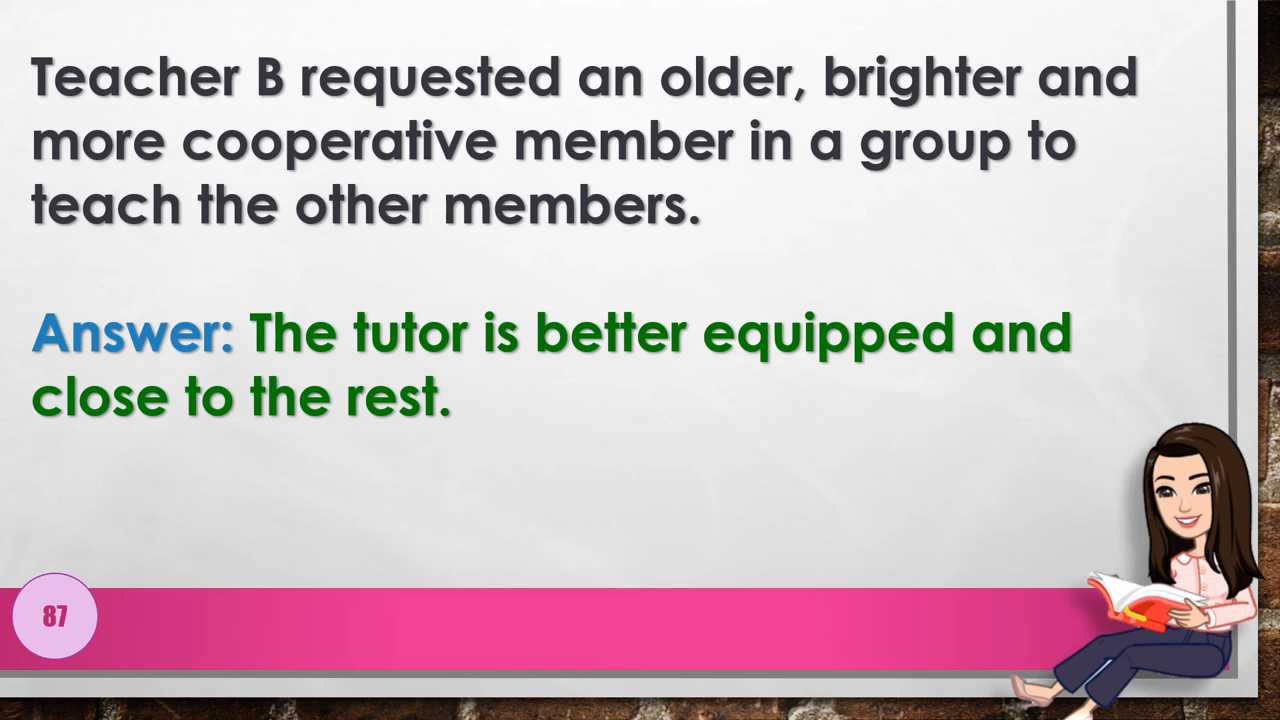 Teacher B requested an older, brighter and
more cooperative member in a group to
teach the other members.
Answer: The tutor is better equipped and
close to the rest.
87